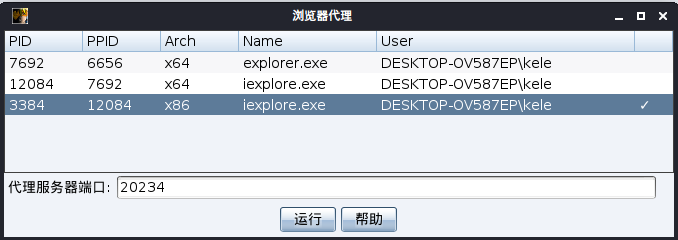 浏览器代理
PID PPID Arch Name User
7692 6656 x64 explorer.exe DESKTOP-OV587EP\kele
12084 7692 x64 iexplore.exe DESKTOP-OV587EP\kele
3384 12084 x86 iexplore.exe DESKTOP-OV587EP\kele ✓
代理服务器端口: 20234
运行 帮助